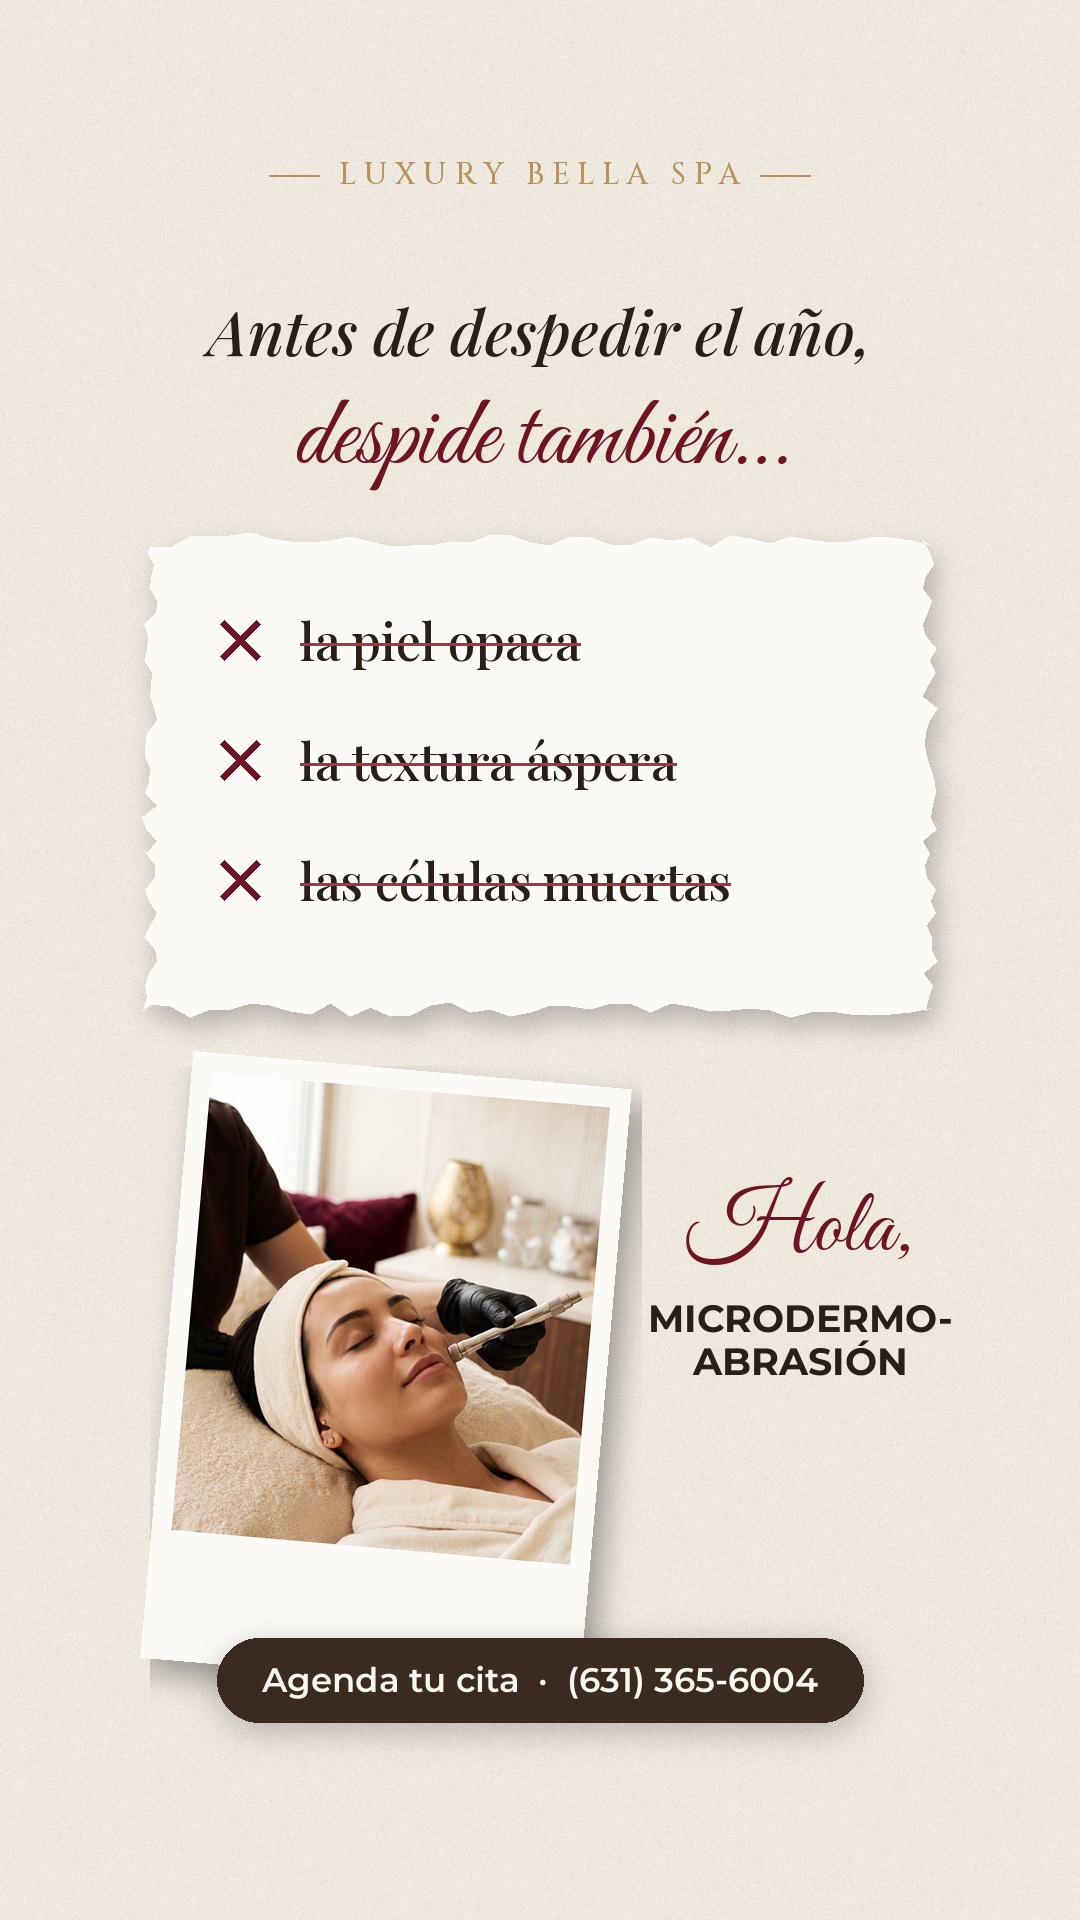 LUXURY BELLA SPA
Antes de despedir el año,
despide también...
la piel opaca
la textura áspera
las células muertas
Hola,
MICRODERMO-
ABRASIÓN
Agenda tu cita · (631) 365-6004